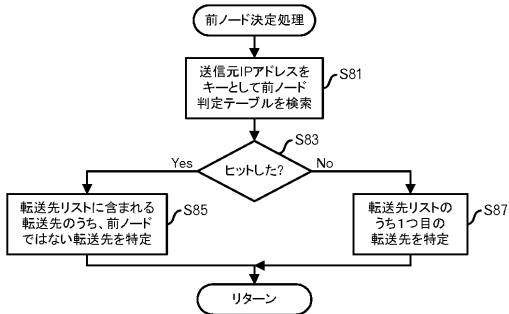 前ノード決定処理
送信元IPアドレスを
キーとして前ノード
判定テーブルを検索
S81
S83
ヒットした?
Yes
No
転送先リストに含まれる
転送先のうち、前ノード
ではない転送先を特定
S85
転送先リストの
うち1つ目の
転送先を特定
S87
リターン